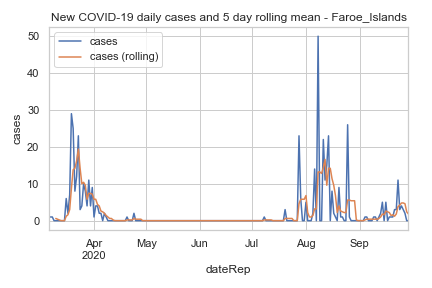 New COVID-19 daily cases and 5 day rolling mean - Faroe_Islands
cases
cases (rolling)
50
40
30
20
10
0
cases
Apr May Jun Jul Aug Sep
2020
dateRep